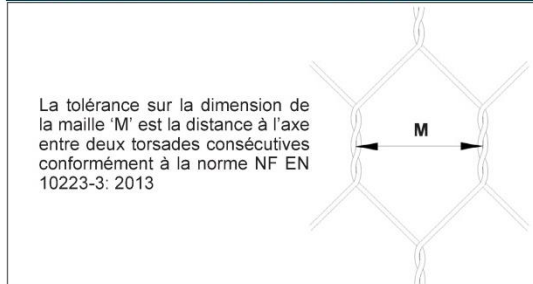 La tolérance sur la dimension de
la maille ‘M’ est la distance à l’axe
entre deux torsades consécutives
conformément à la norme NF EN
10223-3: 2013
M